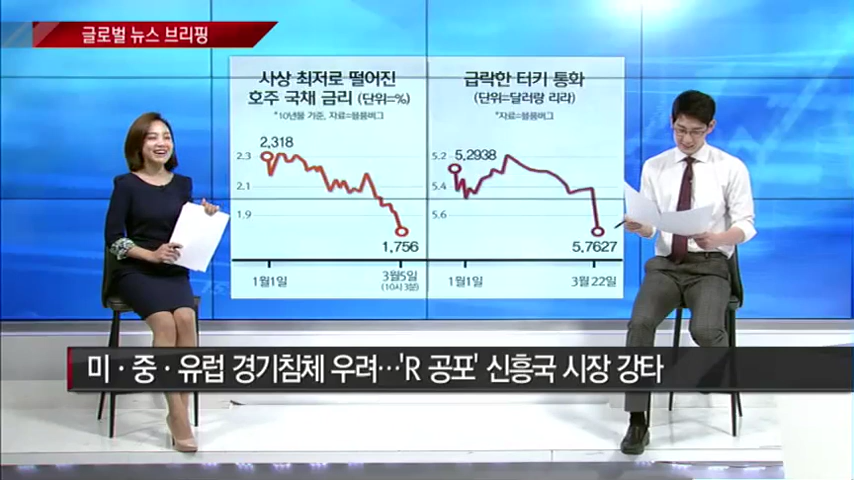 글로벌 뉴스 브리핑
사상 최저로 떨어진
호주 국채 금리 (단위=%)
*10년물 기준, 자료=블룸버그
2.318
2.3
2.1
1.9
1.756
1월1일
3월5일
(10시 3분)
급락한 터키 통화
(단위=달러랑 리라)
*자료=블룸버그
5.2
5.2938
5.4
5.6
5.7627
1월1일
3월 22일
미·중·유럽 경기침체 우려…'R 공포' 신흥국 시장 강타